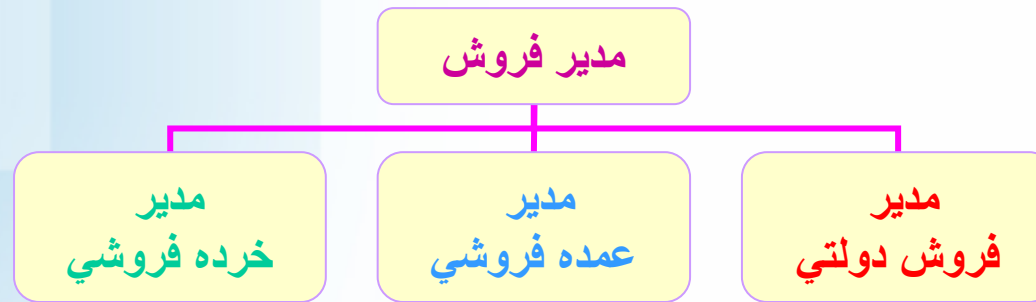 مدير فروش
مدير
فروش دولتي
مدير
عمده فروشي
مدير
خرده فروشي